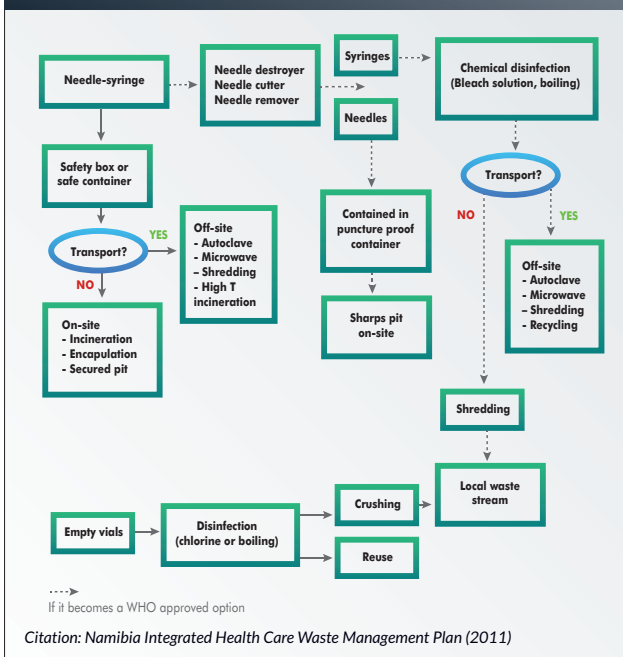 Needle-syringe
Needle destroyer
Needle cutter
Needle remover
Syringes
Needles
Chemical disinfection
(Bleach solution, boiling)
Safety box or
safe container
Transport?
YES
NO
Off-site
- Autoclave
- Microwave
– Shredding
- High T
incineration
On-site
- Incineration
- Encapulation
- Secured pit
Contained in
puncture proof
container
Sharps pit
on-site
Transport?
NO
YES
Off-site
- Autoclave
- Microwave
– Shredding
- Recycling
Shredding
Local waste
stream
Empty vials
Disinfection
(chlorine or boiling)
Crushing
Reuse
If it becomes a WHO approved option
Citation: Namibia Integrated Health Care Waste Management Plan (2011)